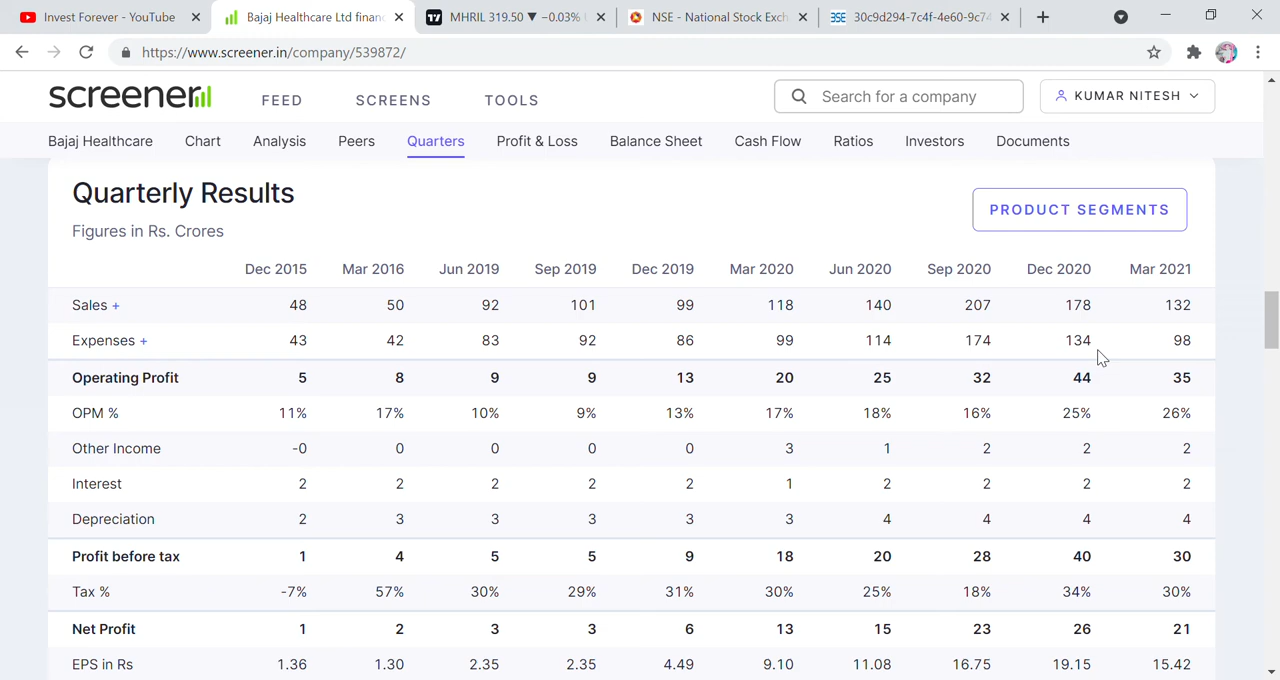 Invest Forever - YouTube
Bajaj Healthcare Ltd financ
MHRIL 319.50 ▼ −0.03%
NSE - National Stock Exch
BSE 30c9d294-7c4f-4e60-9c74
https://www.screener.in/company/539872/
screener FEED SCREENS TOOLS Search for a company KUMAR NITESH
Bajaj Healthcare Chart Analysis Peers Quarters Profit & Loss Balance Sheet Cash Flow Ratios Investors Documents
Quarterly Results
PRODUCT SEGMENTS
Figures in Rs. Crores
Dec 2015 Mar 2016 Jun 2019 Sep 2019 Dec 2019 Mar 2020 Jun 2020 Sep 2020 Dec 2020 Mar 2021
Sales + 48 50 92 101 99 118 140 207 178 132
Expenses + 43 42 83 92 86 99 114 174 134 98
Operating Profit 5 8 9 9 13 20 25 32 44 35
OPM % 11% 17% 10% 9% 13% 17% 18% 16% 25% 26%
Other Income -0 0 0 0 0 3 1 2 2 2
Interest 2 2 2 2 2 1 2 2 2 2
Depreciation 2 3 3 3 3 3 4 4 4 4
Profit before tax 1 4 5 5 9 18 20 28 40 30
Tax % -7% 57% 30% 29% 31% 30% 25% 18% 34% 30%
Net Profit 1 2 3 3 6 13 15 23 26 21
EPS in Rs 1.36 1.30 2.35 2.35 4.49 9.10 11.08 16.75 19.15 15.42